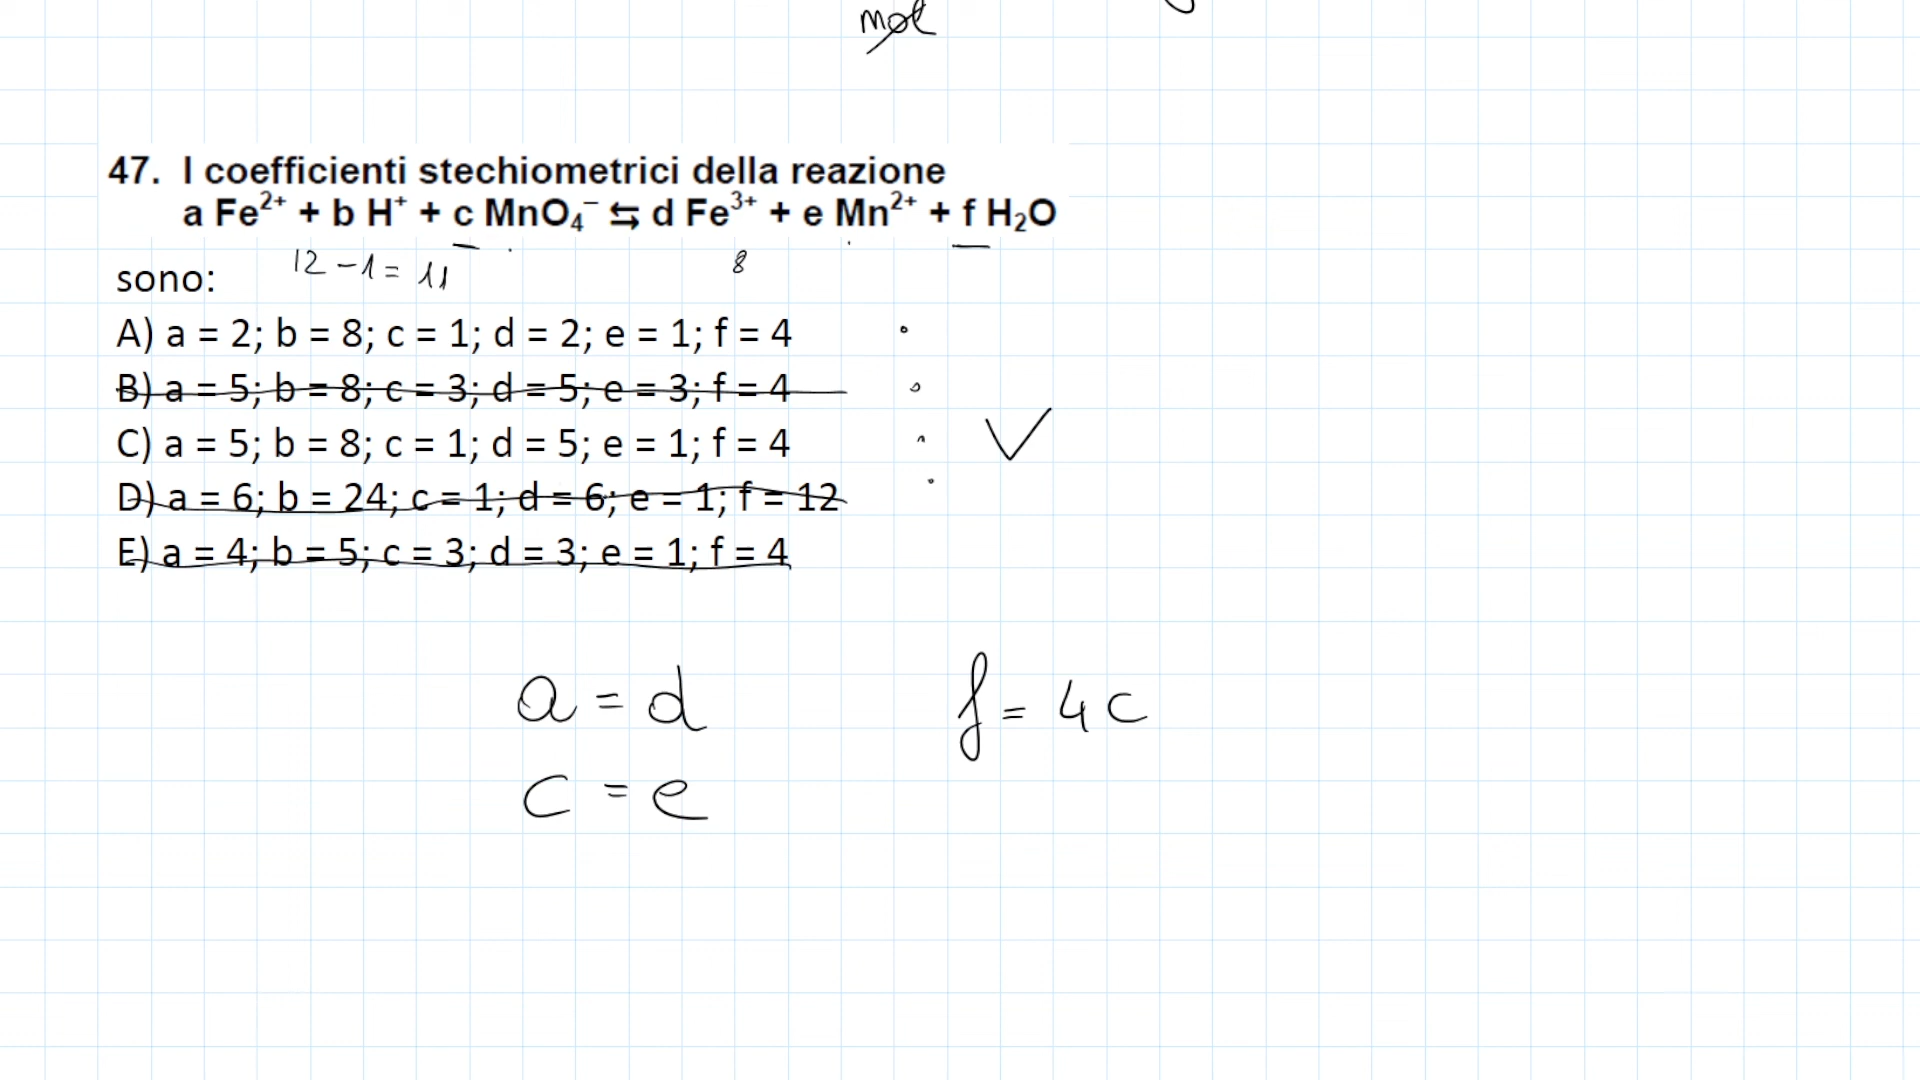 mol
47. I coefficienti stechiometrici della reazione
a Fe²⁺ + b H⁺ + c MnO₄⁻ ⇆ d Fe³⁺ + e Mn²⁺ + f H₂O
12 - 1 = 11 8
sono:
A) a = 2; b = 8; c = 1; d = 2; e = 1; f = 4
B) a = 5; b = 8; c = 3; d = 5; e = 3; f = 4
C) a = 5; b = 8; c = 1; d = 5; e = 1; f = 4
D) a = 6; b = 24; c = 1; d = 6; e = 1; f = 12
E) a = 4; b = 5; c = 3; d = 3; e = 1; f = 4
a = d f = 4c
c = e